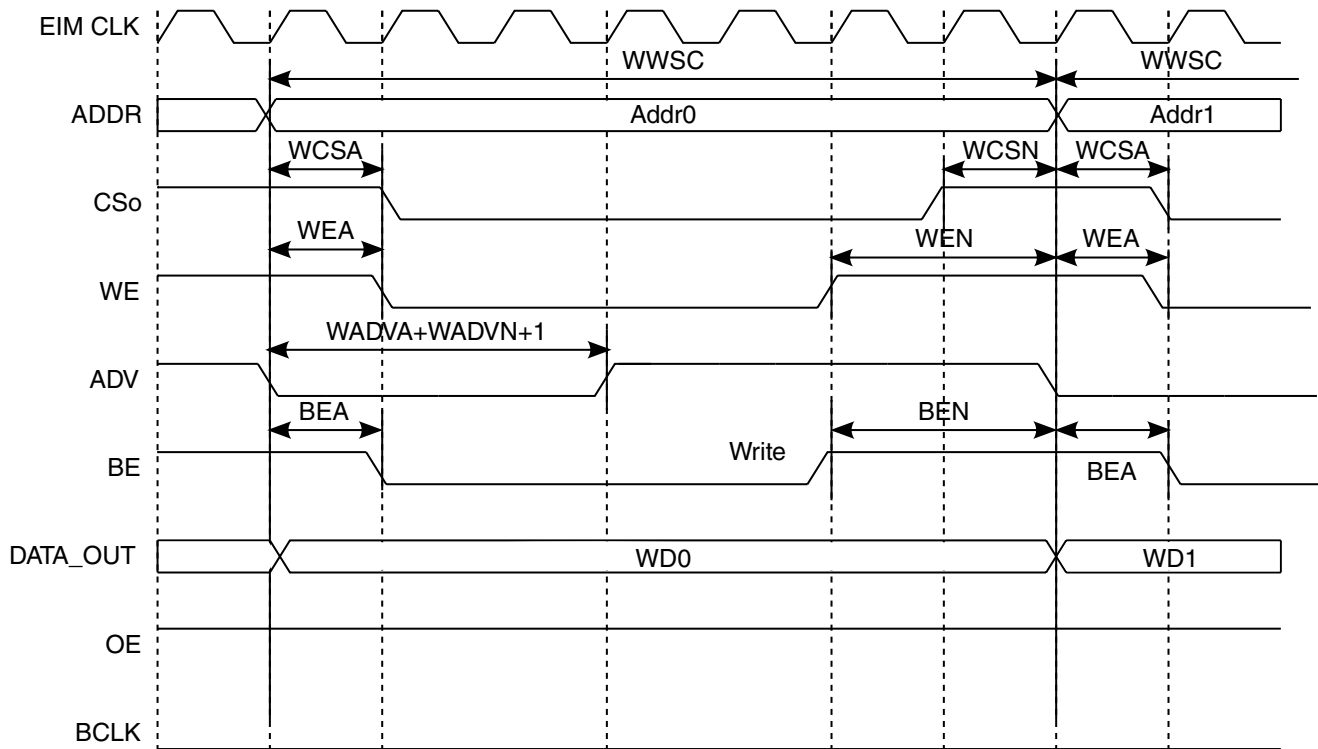 EIM CLK
WWSC WWSC
ADDR Addr0 Addr1
WCSA WCSN WCSA
CSo
WEA WEN WEA
WE
WADVA+WADVN+1
ADV
BEA BEN
Write
BE BEA
DATA_OUT WD0 WD1
OE
BCLK